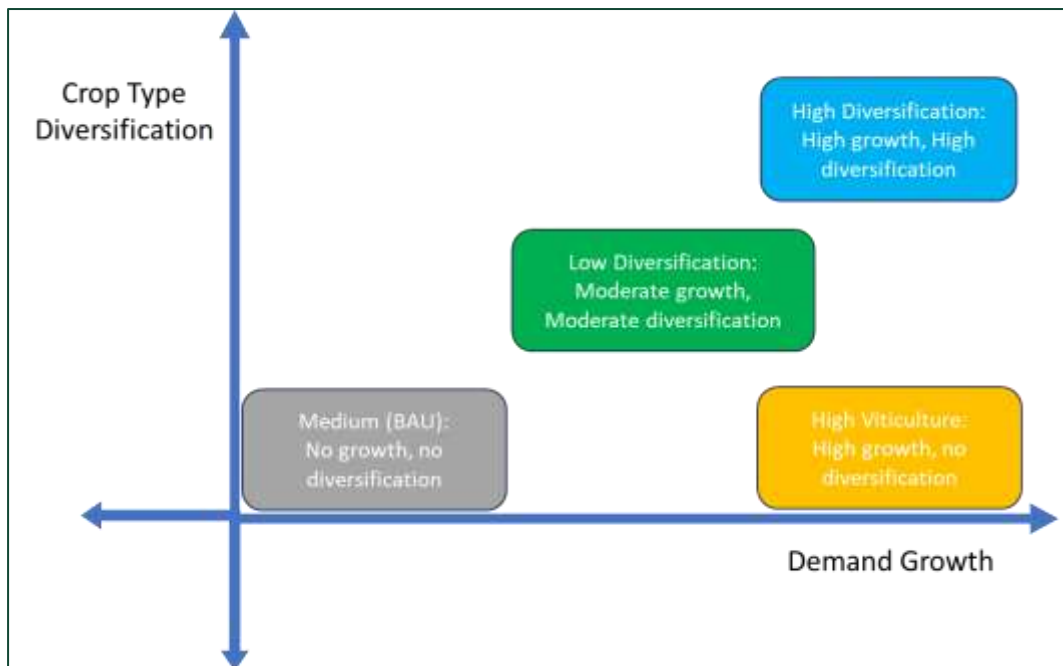 Crop Type
Diversification
High Diversification:
High growth, High
diversification
Low Diversification:
Moderate growth,
Moderate diversification
Medium (BAU):
No growth, no
diversification
High Viticulture:
High growth, no
diversification
Demand Growth